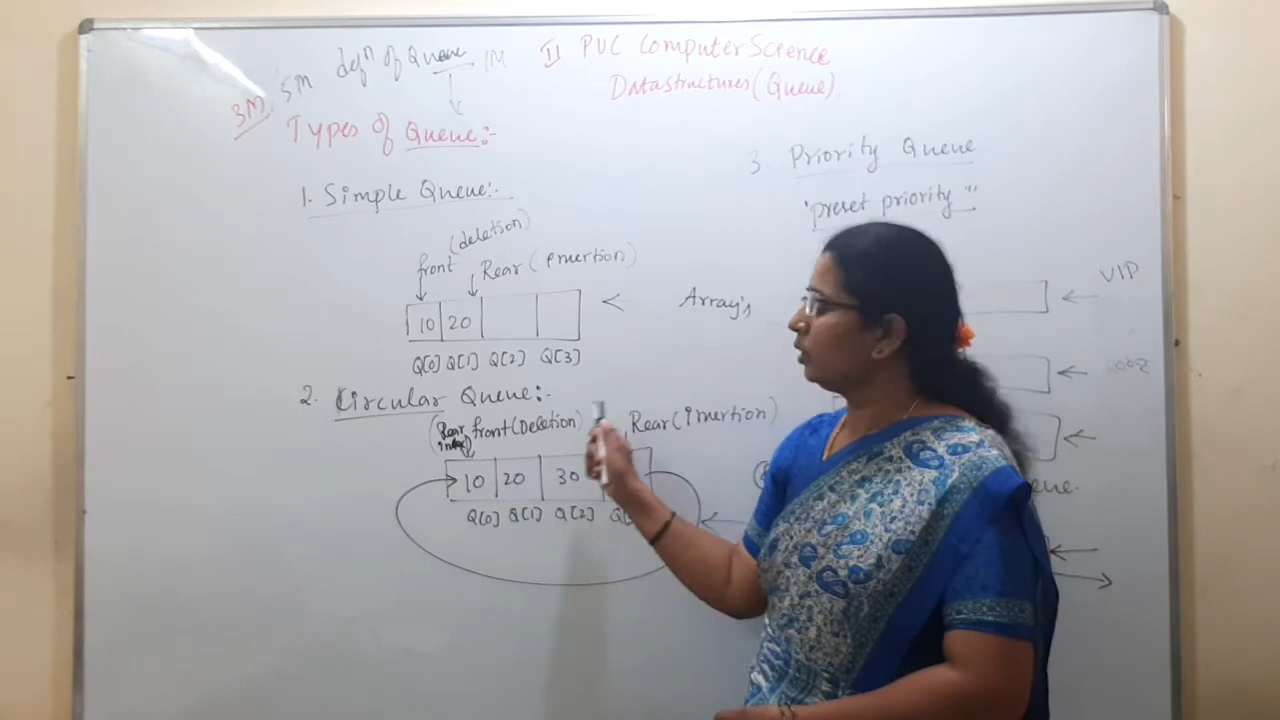 5M defn of Queue 1M
3M
Types of Queue:-
1. Simple Queue:-
(deletion)
front
Rear (insertion)
10 20
Q[0] Q[1] Q[2] Q[3]
Array's
2. Circular Queue:-
(Rear
front(Deletion)
Rear(insertion)
10 20 30
Q[0] Q[1] Q[2] Q[
II PUC Computer Science
Datastructures(Queue)
3. Priority Queue
"preset priority"
VIP